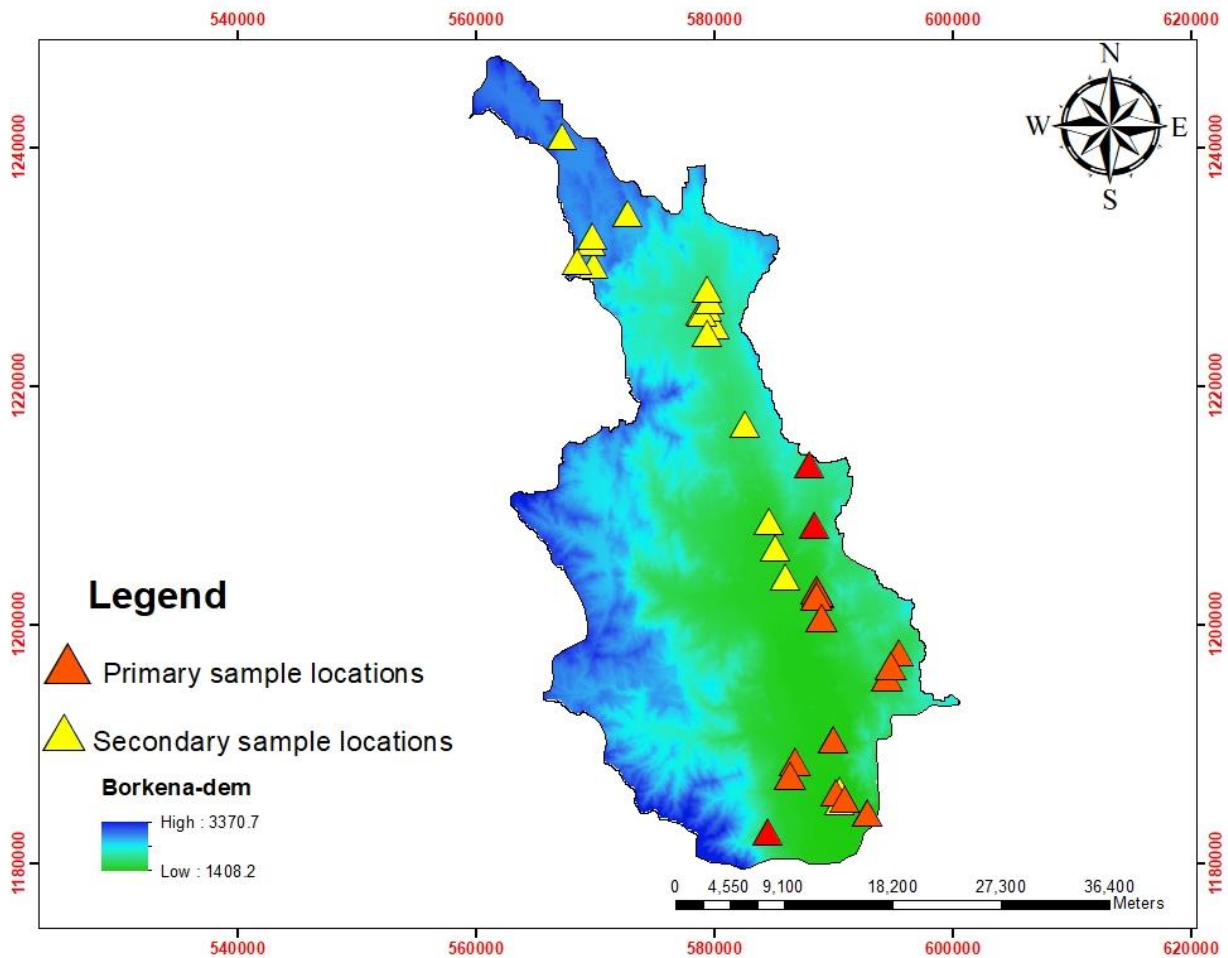 540000 560000 580000 600000 620000
N
W E
S
1240000 1240000
1220000 1220000
1200000 1200000
1180000 1180000
Legend
Primary sample locations
Secondary sample locations
Borkena-dem
High : 3370.7
Low : 1408.2
0 4,550 9,100 18,200 27,300 36,400
Meters
540000 560000 580000 600000 620000